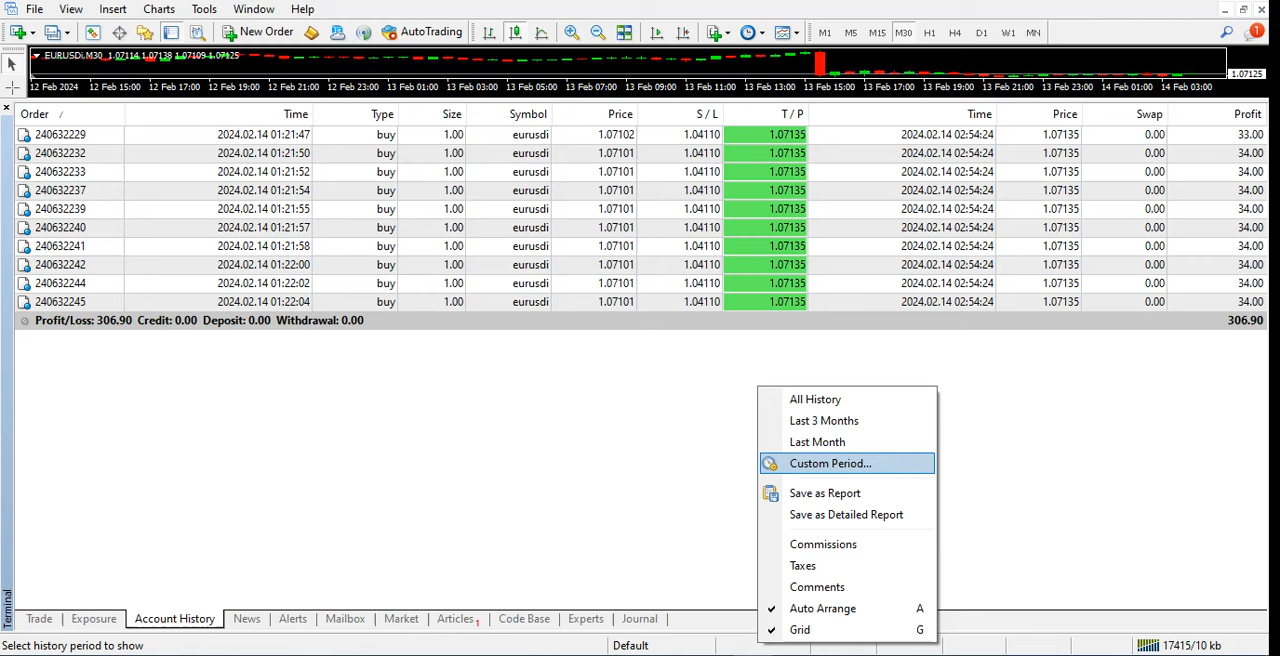 File View Insert Charts Tools Window Help
New Order AutoTrading M1 M5 M15 M30 H1 H4 D1 W1 MN 1
EURUSDi,M30 1.07114 1.07138 1.07109 1.07125
1.07125
12 Feb 2024 12 Feb 15:00 12 Feb 17:00 12 Feb 19:00 12 Feb 21:00 12 Feb 23:00 13 Feb 01:00 13 Feb 03:00 13 Feb 05:00 13 Feb 07:00 13 Feb 09:00 13 Feb 11:00 13 Feb 13:00 13 Feb 15:00 13 Feb 17:00 13 Feb 19:00 13 Feb 21:00 13 Feb 23:00 14 Feb 01:00 14 Feb 03:00
Order / Time Type Size Symbol Price S / L T / P Time Price Swap Profit
240632229 2024.02.14 01:21:47 buy 1.00 eurusdi 1.07102 1.04110 1.07135 2024.02.14 02:54:24 1.07135 0.00 33.00
240632232 2024.02.14 01:21:50 buy 1.00 eurusdi 1.07101 1.04110 1.07135 2024.02.14 02:54:24 1.07135 0.00 34.00
240632233 2024.02.14 01:21:52 buy 1.00 eurusdi 1.07101 1.04110 1.07135 2024.02.14 02:54:24 1.07135 0.00 34.00
240632237 2024.02.14 01:21:54 buy 1.00 eurusdi 1.07101 1.04110 1.07135 2024.02.14 02:54:24 1.07135 0.00 34.00
240632239 2024.02.14 01:21:55 buy 1.00 eurusdi 1.07101 1.04110 1.07135 2024.02.14 02:54:24 1.07135 0.00 34.00
240632240 2024.02.14 01:21:57 buy 1.00 eurusdi 1.07101 1.04110 1.07135 2024.02.14 02:54:24 1.07135 0.00 34.00
240632241 2024.02.14 01:21:58 buy 1.00 eurusdi 1.07101 1.04110 1.07135 2024.02.14 02:54:24 1.07135 0.00 34.00
240632242 2024.02.14 01:22:00 buy 1.00 eurusdi 1.07101 1.04110 1.07135 2024.02.14 02:54:24 1.07135 0.00 34.00
240632244 2024.02.14 01:22:02 buy 1.00 eurusdi 1.07101 1.04110 1.07135 2024.02.14 02:54:24 1.07135 0.00 34.00
240632245 2024.02.14 01:22:04 buy 1.00 eurusdi 1.07101 1.04110 1.07135 2024.02.14 02:54:24 1.07135 0.00 34.00
Profit/Loss: 306.90 Credit: 0.00 Deposit: 0.00 Withdrawal: 0.00 306.90
All History
Last 3 Months
Last Month
Custom Period...
Save as Report
Save as Detailed Report
Commissions
Taxes
Comments
Auto Arrange A
Grid G
Terminal
Trade Exposure Account History News Alerts Mailbox Market Articles 1 Code Base Experts Journal
Select history period to show Default 17415/10 kb